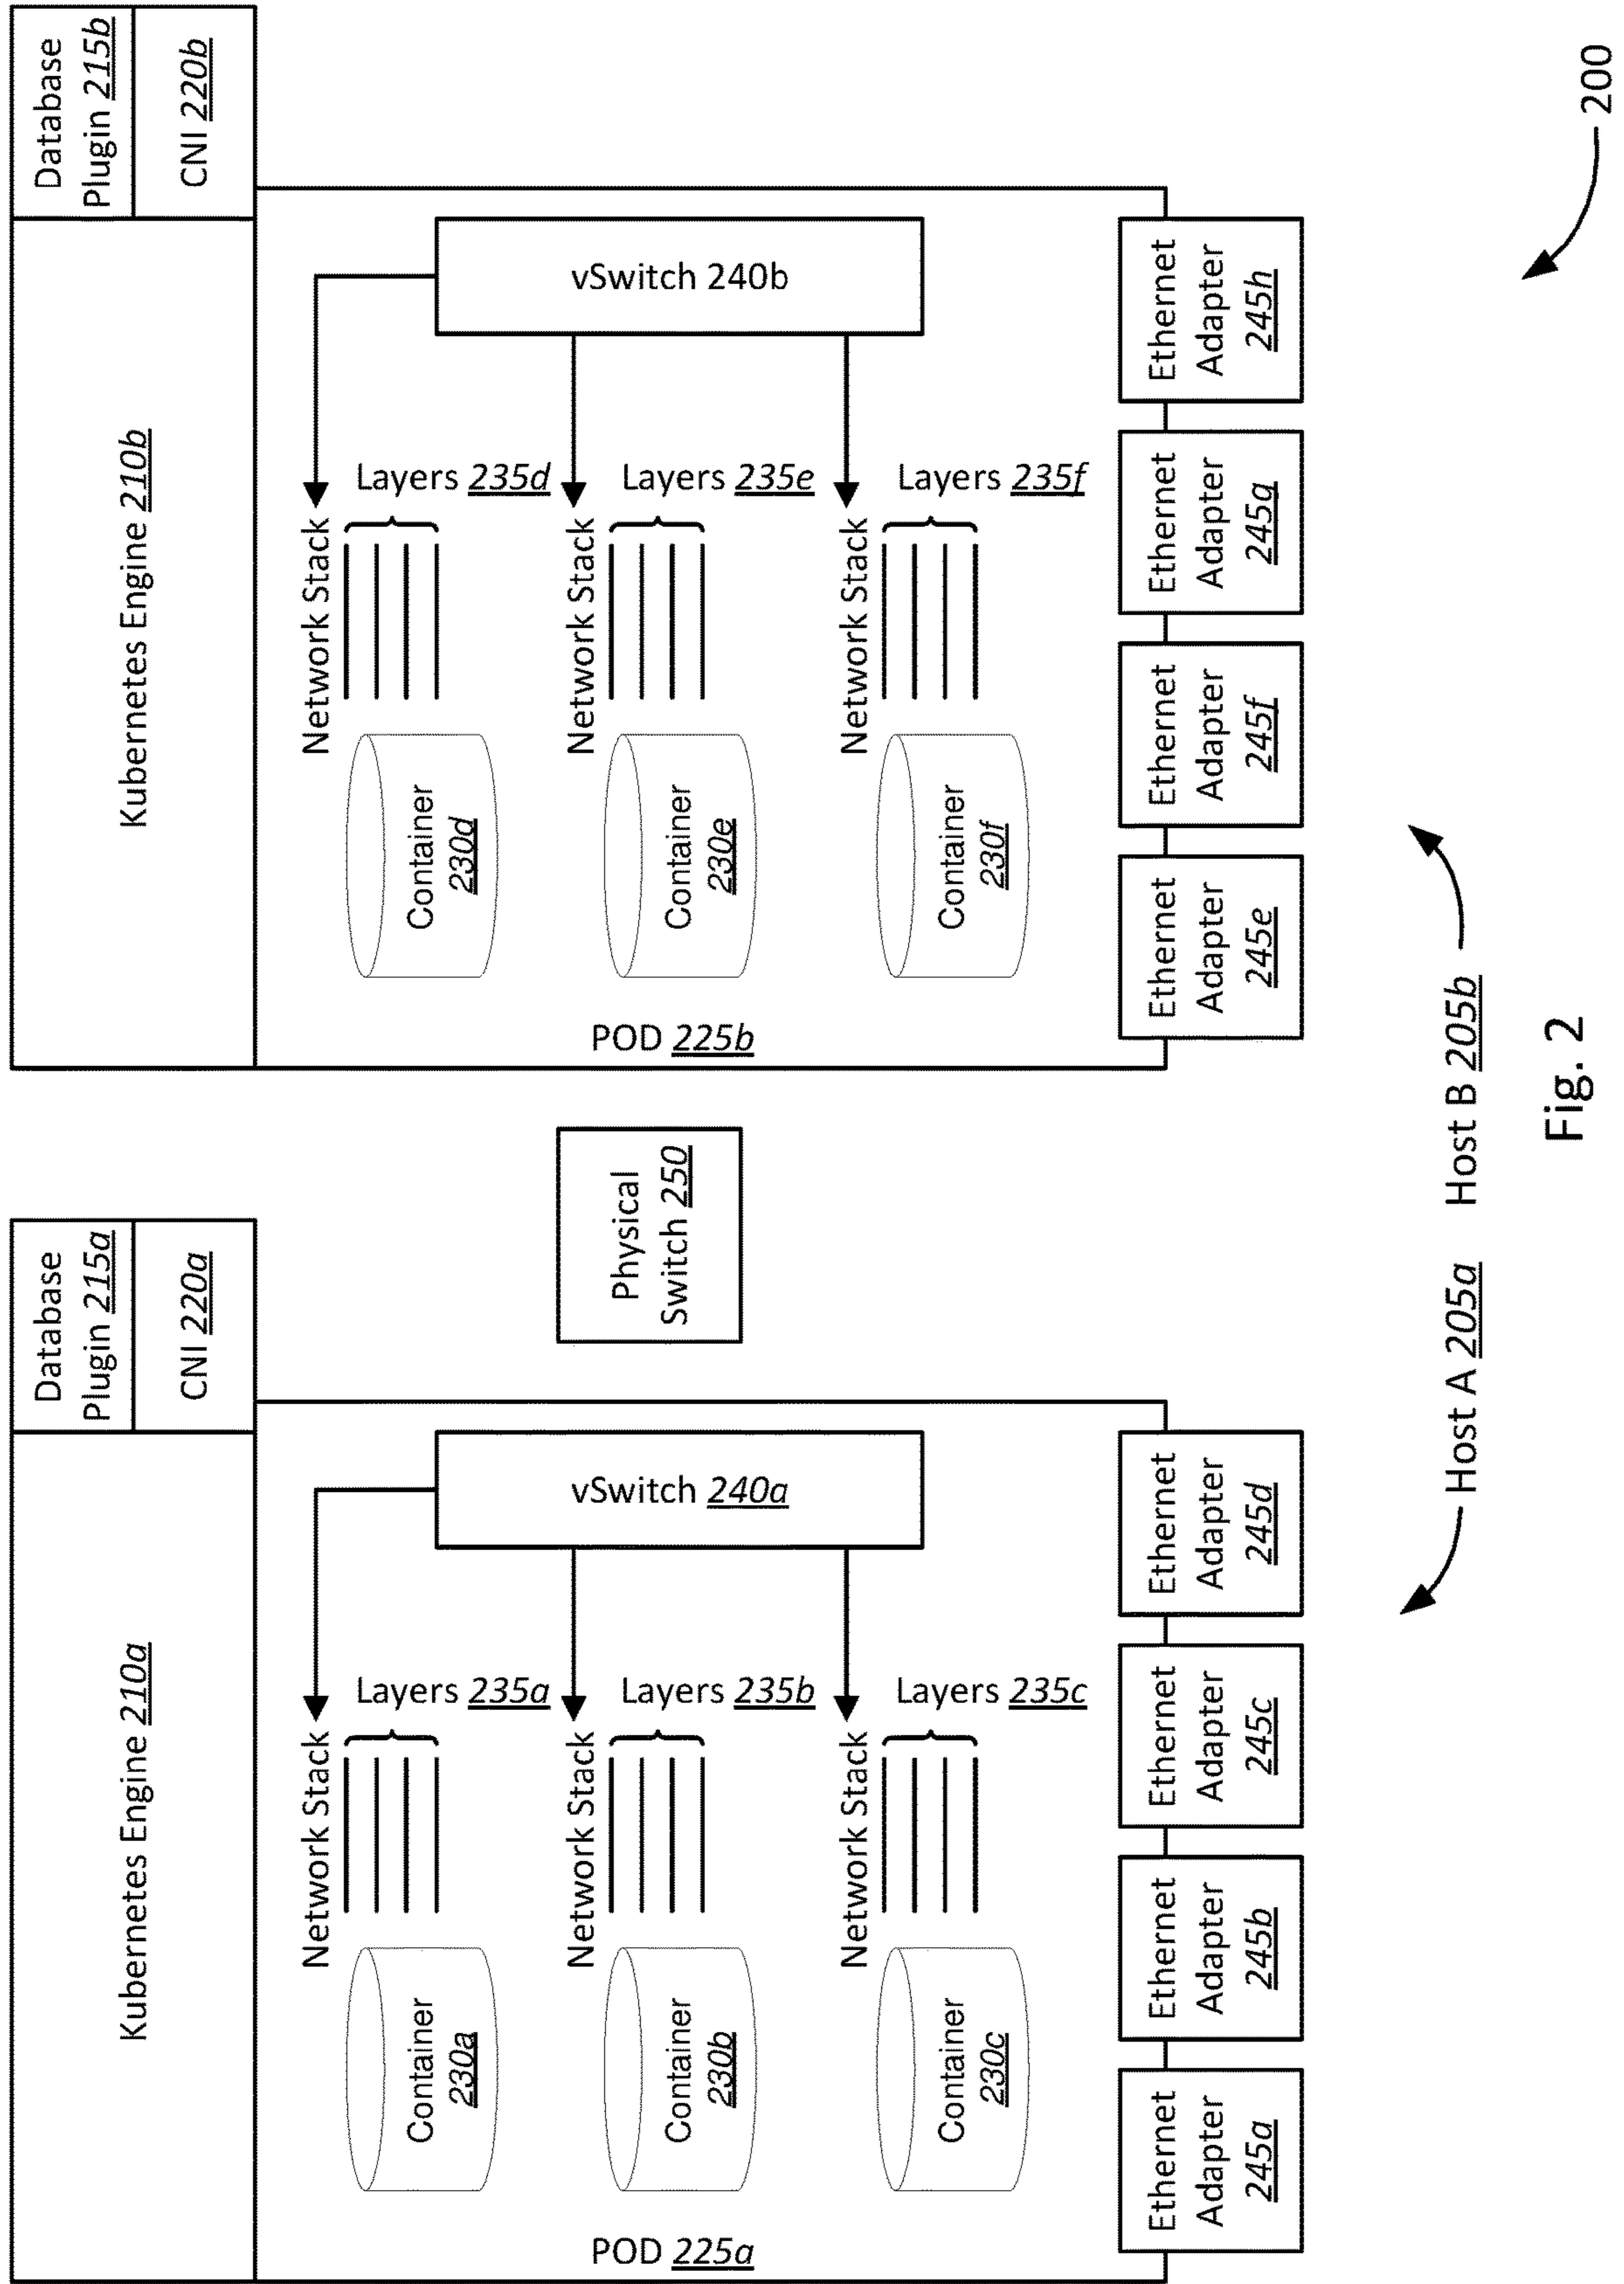 Kubernetes Engine 210a
Database
Plugin 215a
CNI 220a
POD 225a
Container
230a
Network Stack
Layers 235a
Container
230b
Network Stack
Layers 235b
Container
230c
Network Stack
Layers 235c
vSwitch 240a
Ethernet
Adapter
245a
Ethernet
Adapter
245b
Ethernet
Adapter
245c
Ethernet
Adapter
245d
Physical
Switch 250
Kubernetes Engine 210b
Database
Plugin 215b
CNI 220b
POD 225b
Container
230d
Network Stack
Layers 235d
Container
230e
Network Stack
Layers 235e
Container
230f
Network Stack
Layers 235f
vSwitch 240b
Ethernet
Adapter
245e
Ethernet
Adapter
245f
Ethernet
Adapter
245g
Ethernet
Adapter
245h
Host A 205a
Host B 205b
Fig. 2
200